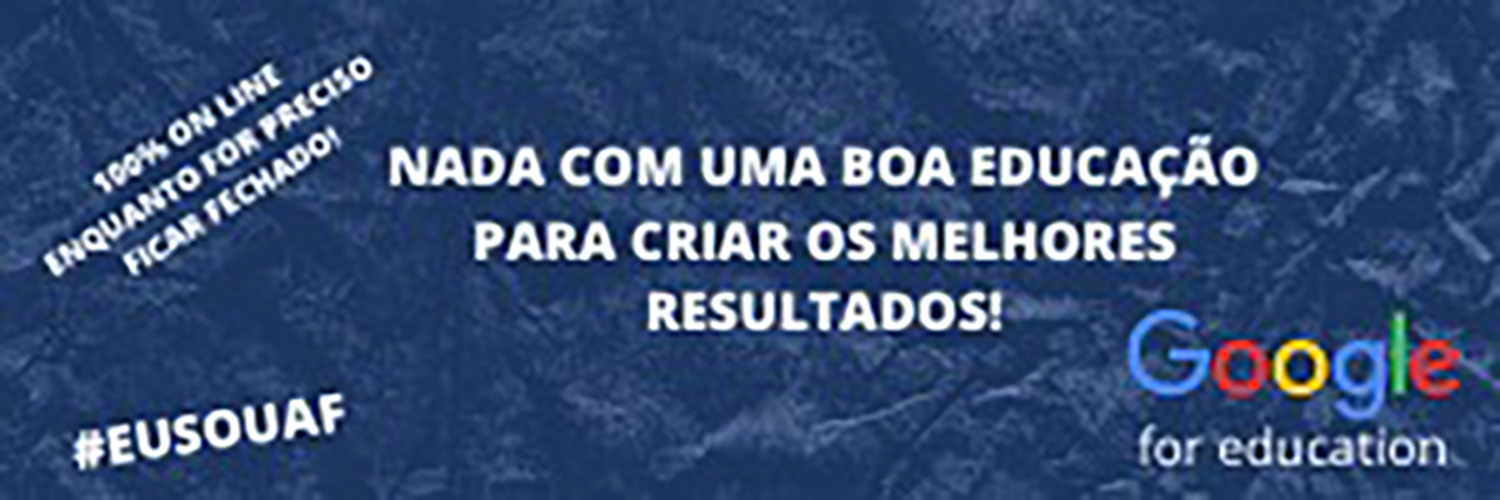 100% ON LINE
ENQUANTO FOR PRECISO
FICAR FECHADO!
NADA COM UMA BOA EDUCAÇÃO
PARA CRIAR OS MELHORES
RESULTADOS!
#EUSOUAF
Google
for education